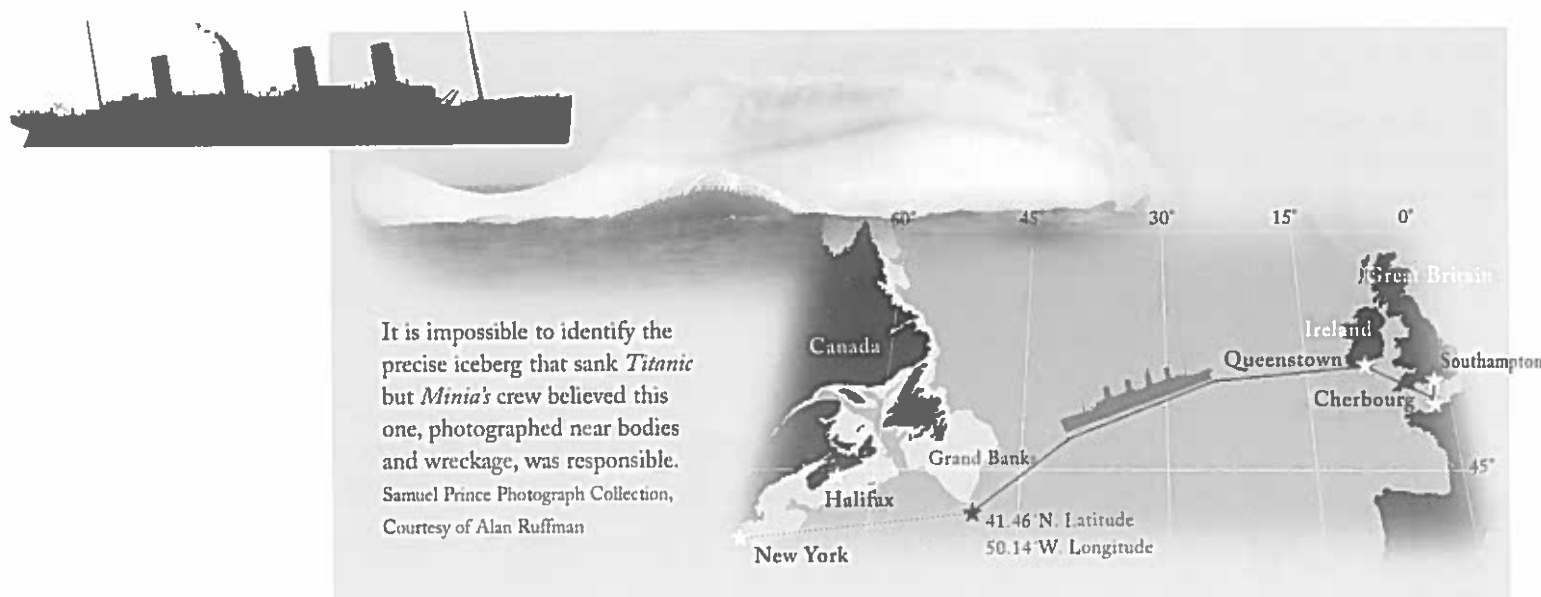 60°
45°
30°
15°
0°
Great Britain
It is impossible to identify the
precise iceberg that sank Titanic
but Minia's crew believed this
one, photographed near bodies
and wreckage, was responsible.
Samuel Prince Photograph Collection,
Courtesy of Alan Ruffman
Canada
Ireland
Queenstown
Southampton
Cherbourg
Grand Banks
45°
Halifax
41.46°N. Latitude
50.14°W. Longitude
New York